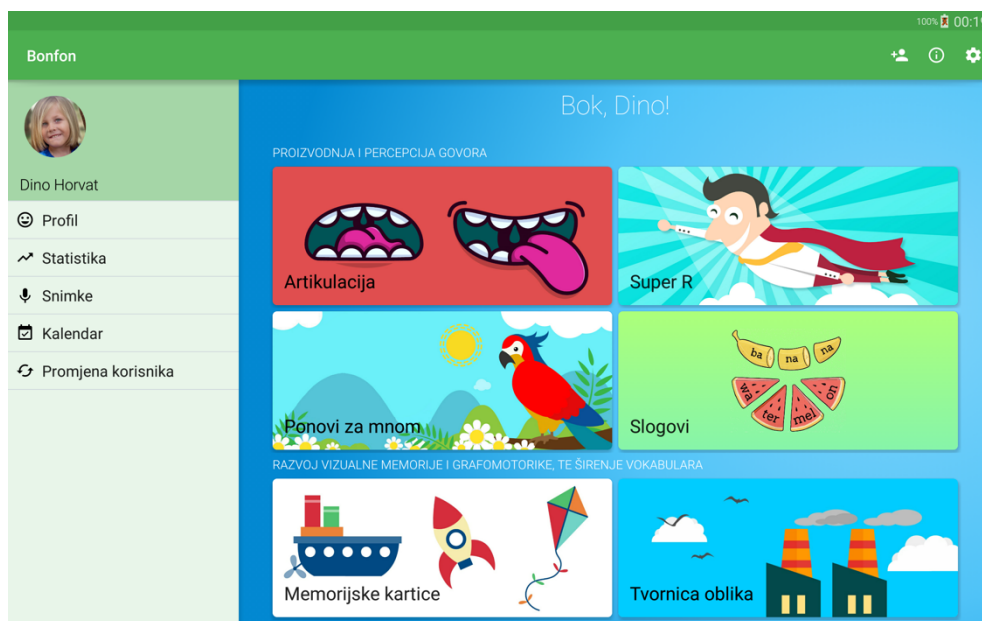 100% 00:19
Bonfon
Bok, Dino!
Dino Horvat
Profil
Statistika
Snimke
Kalendar
Promjena korisnika
PROIZVODNJA I PERCEPCIJA GOVORA
Artikulacija
Super R
Ponovi za mnom
ba na na
wa ter mel on
Slogovi
RAZVOJ VIZUALNE MEMORIJE I GRAFOMOTORIKE, TE ŠIRENJE VOKABULARA
Memorijske kartice
Tvornica oblika